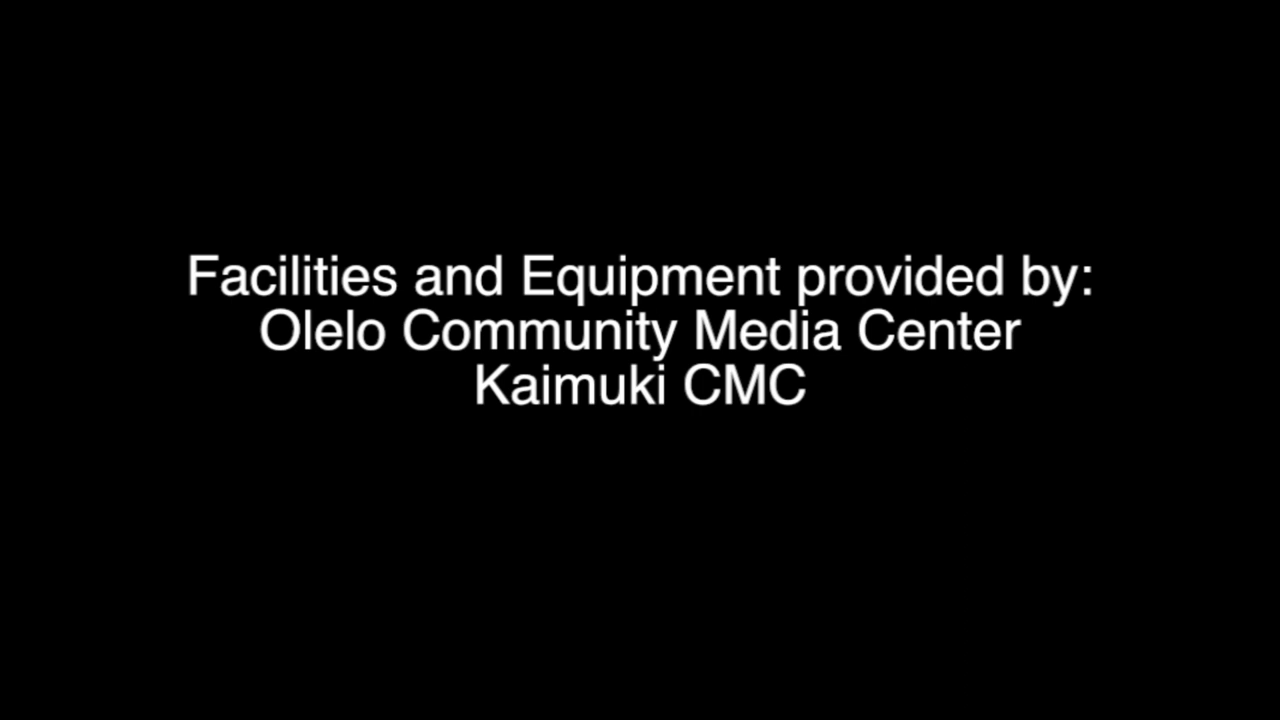 Facilities and Equipment provided by:
Olelo Community Media Center
Kaimuki CMC